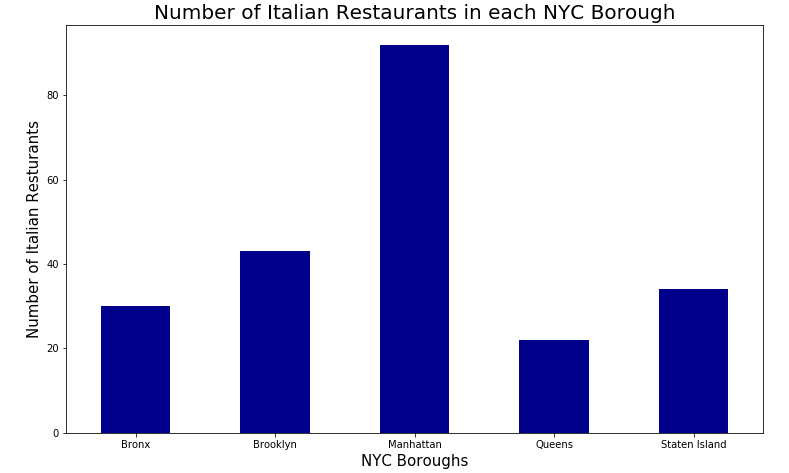 Number of Italian Restaurants in each NYC Borough
Number of Italian Resturants
80
60
40
20
0
Bronx Brooklyn Manhattan Queens Staten Island
NYC Boroughs